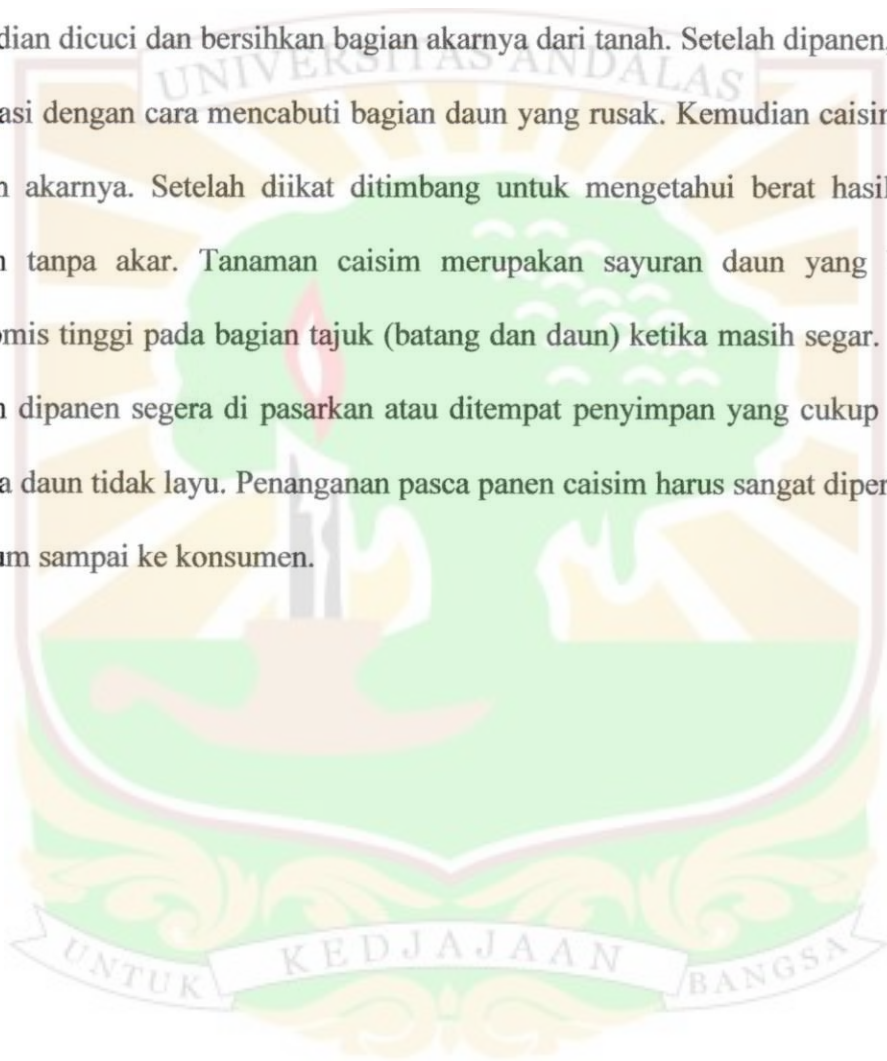 dian dicuci dan bersihkan bagian akarnya dari tanah. Setelah dipanen,
UNIVERSITAS ANDALAS
asi dengan cara mencabuti bagian daun yang rusak. Kemudian caisin
akarnya. Setelah diikat ditimbang untuk mengetahui berat hasil
tanpa akar. Tanaman caisim merupakan sayuran daun yang
omis tinggi pada bagian tajuk (batang dan daun) ketika masih segar.
dipanen segera di pasarkan atau ditempat penyimpan yang cukup
a daun tidak layu. Penanganan pasca panen caisim harus sangat diper
um sampai ke konsumen.
UNTUK KEDJAJAAN BANGSA